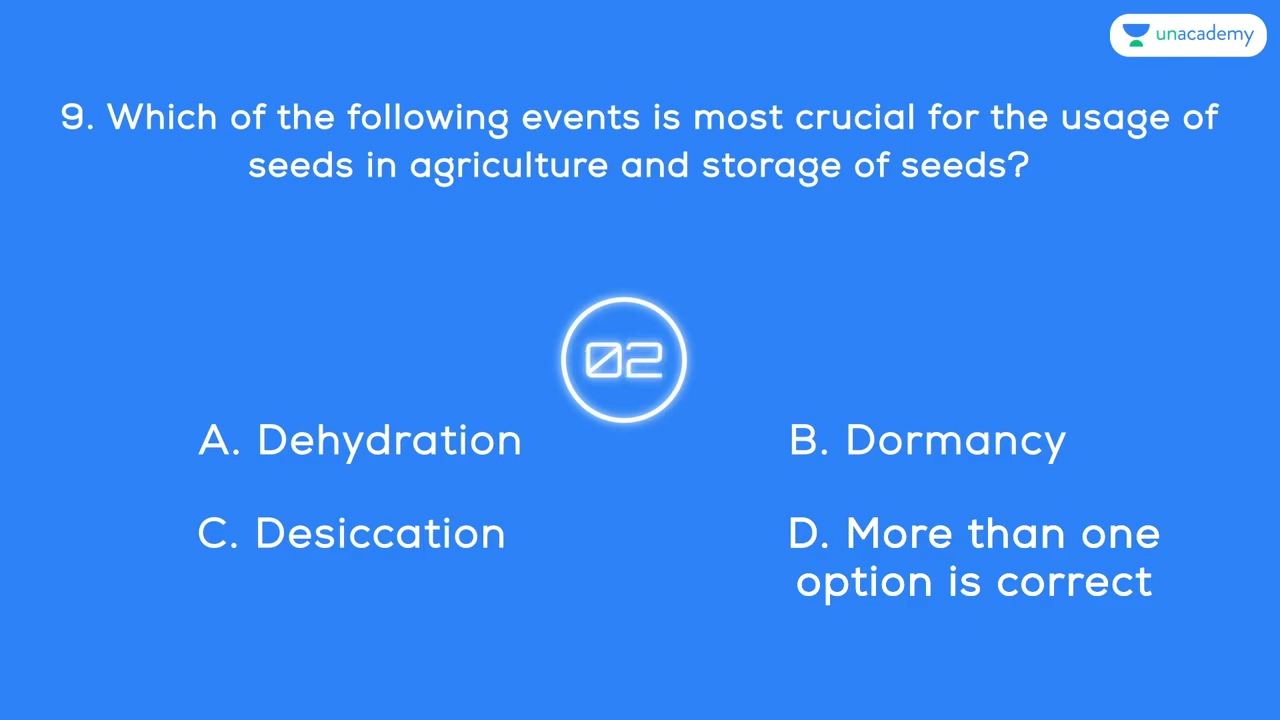 unacademy
9. Which of the following events is most crucial for the usage of
seeds in agriculture and storage of seeds?
02
A. Dehydration
B. Dormancy
C. Desiccation
D. More than one
option is correct